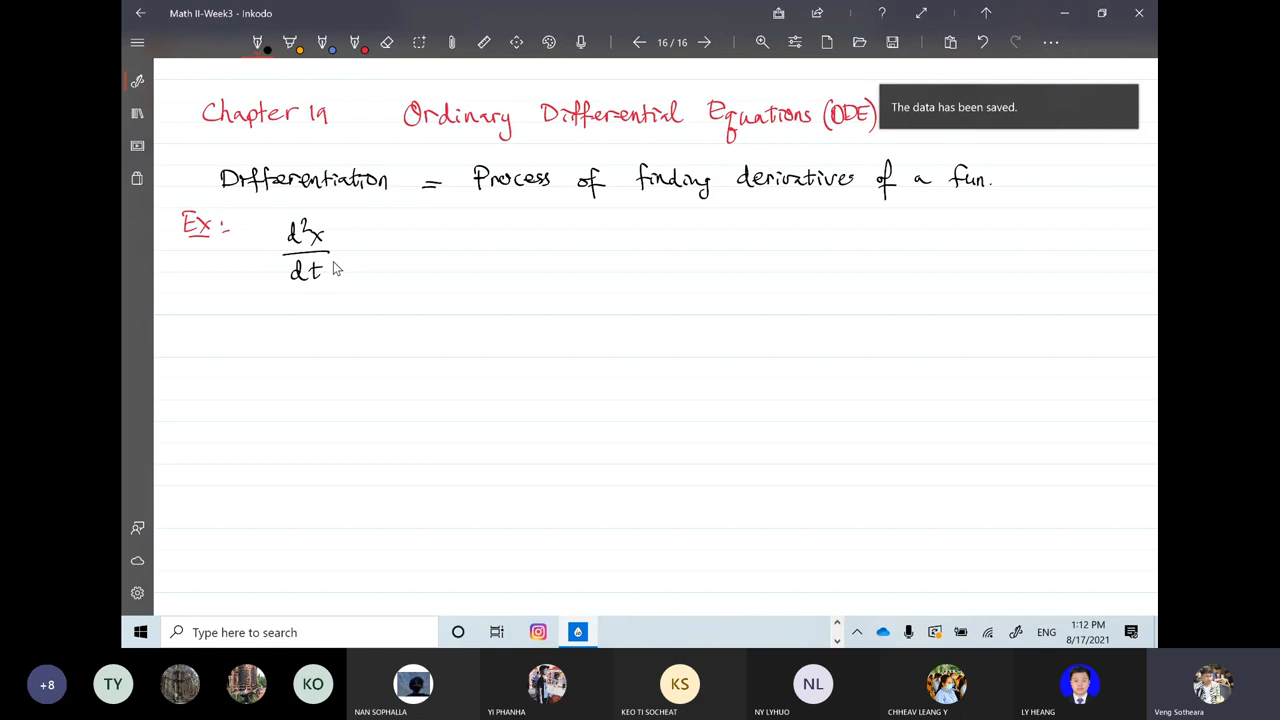 Math II-Week3 - Inkodo
16 / 16
The data has been saved.
Chapter 19 Ordinary Differential Equations (ODE)
Differentiation = Process of finding derivatives of a fun.
Ex :
d²x
dt
Type here to search
ENG
1:12 PM
8/17/2021
+8
TY
KO
KS
NL
NAN SOPHALLA
YI PHANHA
KEO TI SOCHEAT
NY LYHUO
CHHEAV LEANG Y
LY HEANG
Veng Sotheara